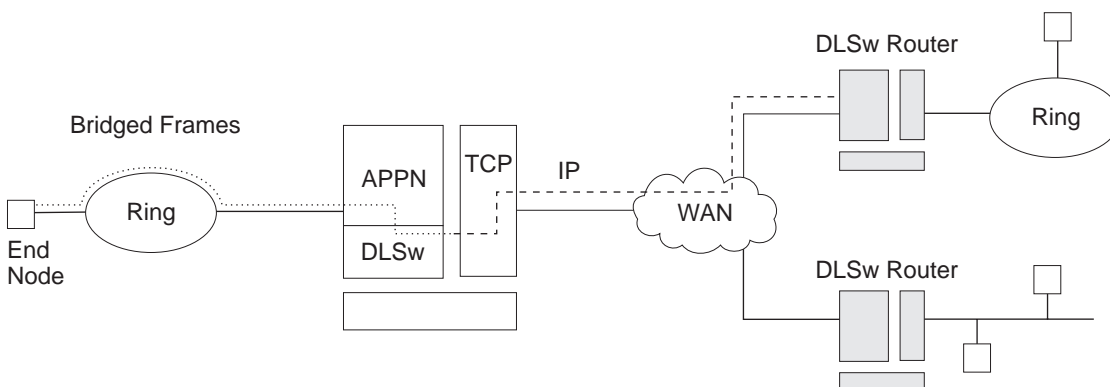 DLSw Router
Bridged Frames
Ring
APPN
TCP
IP
Ring
WAN
End
Node
DLSw
DLSw Router